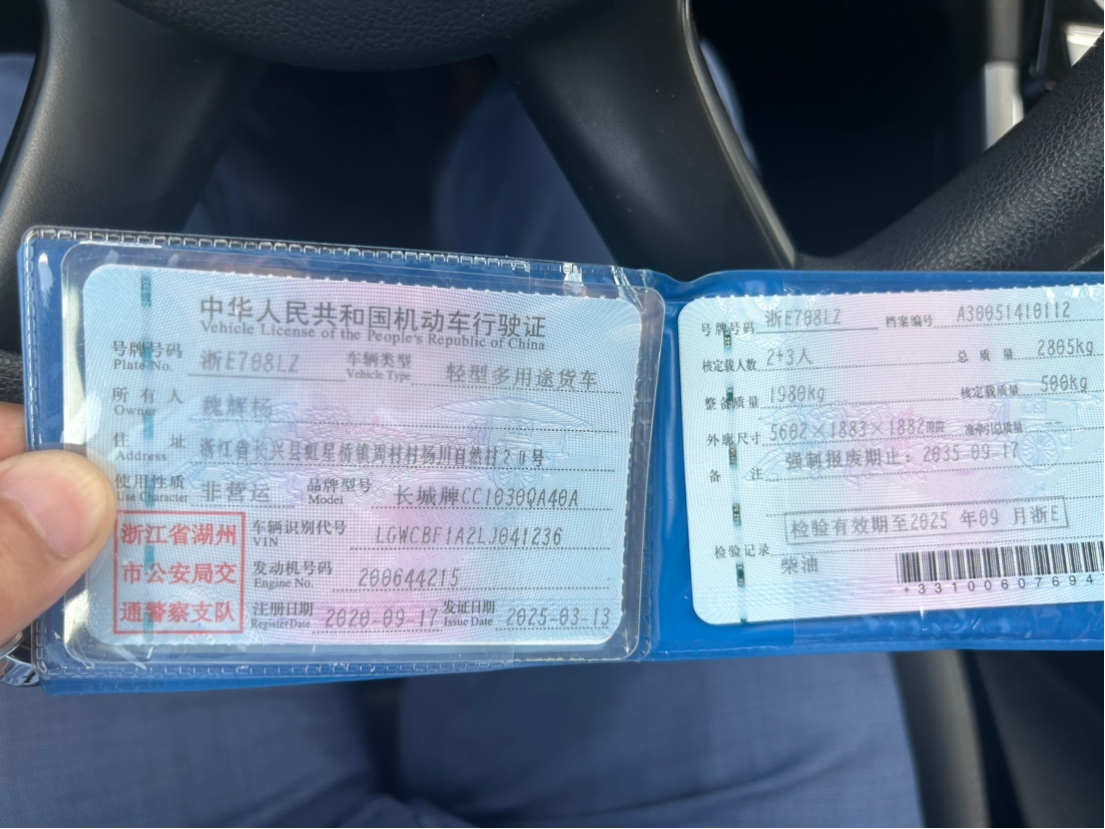 中华人民共和国机动车行驶证
Vehicle License of the People's Republic of China
号牌号码 浙E708LZ 车辆类型 轻型多用途货车
Plate No. Vehicle Type
所有人 魏辉杨
Owner
住址 浙江省长兴县虹星桥镇周村村杨川自然村20号
Address
使用性质 非营运 品牌型号 长城牌CC1030QA40A
Use Character Model
浙江省湖州
市公安局交
通警察支队
车辆识别代号 LGWCBF1A2LJ041236
VIN
发动机号码 200644215
Engine No.
注册日期 2020-09-17 发证日期 2025-03-13
Register Date Issue Date
号牌号码 浙E708LZ 档案编号 A30051410112
核定载人数 2+3人 总质量 2805kg
整备质量 1980kg 核定载质量 500kg
外廓尺寸 5602×1883×1882mm 准牵引总质量 --
备注 强制报废期止：2035-09-17
检验有效期至2025年09月浙E
检验记录
柴油
*33100607694